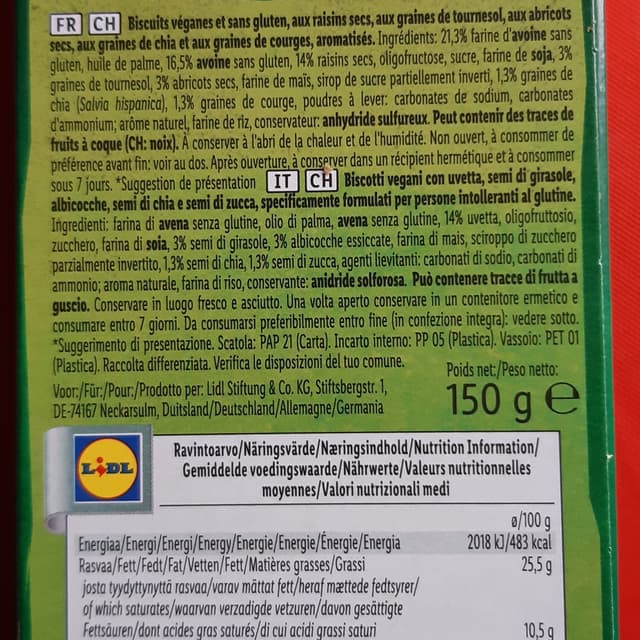 FR CH Biscuits véganes et sans gluten, aux raisins secs, aux graines de tournesol, aux abricots
secs, aux graines de chia et aux graines de courges, aromatisés. Ingrédients: 21,3% farine d'avoine sans
gluten, huile de palme, 16,5% avoine sans gluten, 14% raisins secs, oligofructose, sucre, farine de soja, 3%
graines de tournesol, 3% abricots secs, farine de maïs, sirop de sucre partiellement inverti, 1,3% graines de
chia (Salvia hispanica), 1,3% graines de courge, poudres à lever: carbonates de sodium, carbonates
d'ammonium; arôme naturel, farine de riz, conservateur: anhydride sulfureux. Peut contenir des traces de
fruits à coque (CH: noix). À conserver à l'abri de la chaleur et de l'humidité. Non ouvert, à consommer de
préférence avant fin: voir au dos. Après ouverture, à conserver dans un récipient hermétique et à consommer
sous 7 jours. *Suggestion de présentation IT CH Biscotti vegani con uvetta, semi di girasole,
albicocche, semi di chia e semi di zucca, specificamente formulati per persone intolleranti al glutine.
Ingredienti: farina di avena senza glutine, olio di palma, avena senza glutine, 14% uvetta, oligofruttosio,
zucchero, farina di soia, 3% semi di girasole, 3% albicocche essiccate, farina di mais, sciroppo di zucchero
parzialmente invertito, 1,3% semi di chia, 1,3% semi di zucca, agenti lievitanti: carbonati di sodio, carbonati di
ammonio; aroma naturale, farina di riso, conservante: anidride solforosa. Può contenere tracce di frutta a
guscio. Conservare in luogo fresco e asciutto. Una volta aperto conservare in un contenitore ermetico e
consumare entro 7 giorni. Da consumarsi preferibilmente entro fine (in confezione integra): vedere sotto.
*Suggerimento di presentazione. Scatola: PAP 21 (Carta). Incarto interno: PP 05 (Plastica). Vassoio: PET 01
(Plastica). Raccolta differenziata. Verifica le disposizioni del tuo comune.
Voor:/Für:/Pour:/Prodotto per: Lidl Stiftung & Co. KG, Stiftsbergstr. 1,
DE-74167 Neckarsulm, Duitsland/Deutschland/Allemagne/Germania
Poids net:/Peso netto:
150 g e
LIDL
Ravintoarvo/Näringsvärde/Næringsindhold/Nutrition Information/
Gemiddelde voedingswaarde/Nährwerte/Valeurs nutritionnelles
moyennes/Valori nutrizionali medi
ø/100 g
Energiaa/Energi/Energi/Energy/Energie/Energie/Énergie/Energia 2018 kJ/483 kcal
Rasvaa/Fett/Fedt/Fat/Vetten/Fett/Matières grasses/Grassi 25,5 g
josta tyydyttynyttä rasvaa/varav mättat fett/heraf mættede fedtsyrer/
of which saturates/waarvan verzadigde vetzuren/davon gesättigte
Fettsäuren/dont acides gras saturés/di cui acidi grassi saturi 10,5 g